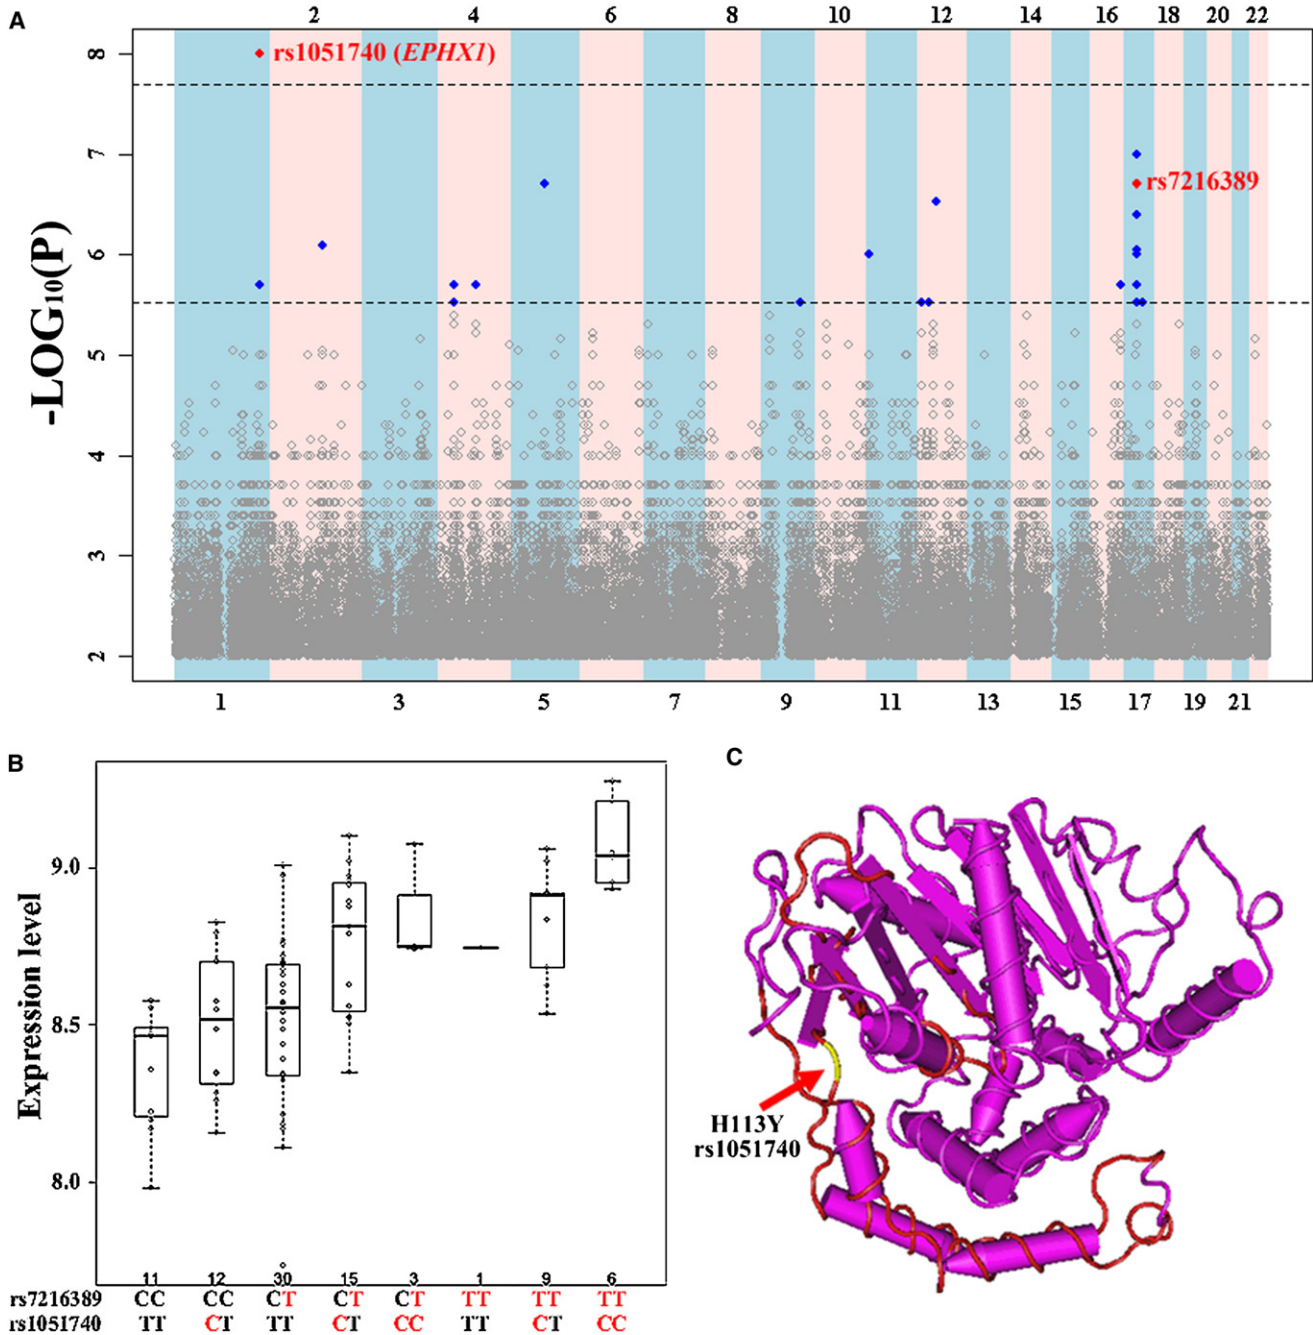 A
2 4 6 8 10 12 14 16 18 20 22
8
rs1051740 (EPHX1)
7
rs7216389
6
5
4
3
2
-LOG10(P)
1 3 5 7 9 11 13 15 17 19 21
B
9.0
8.5
8.0
Expression level
11 12 30 15 3 1 9 6
rs7216389 CC CC CT CT CT TT TT TT
rs1051740 TT CT TT CT CC TT CT CC
C
H113Y
rs1051740